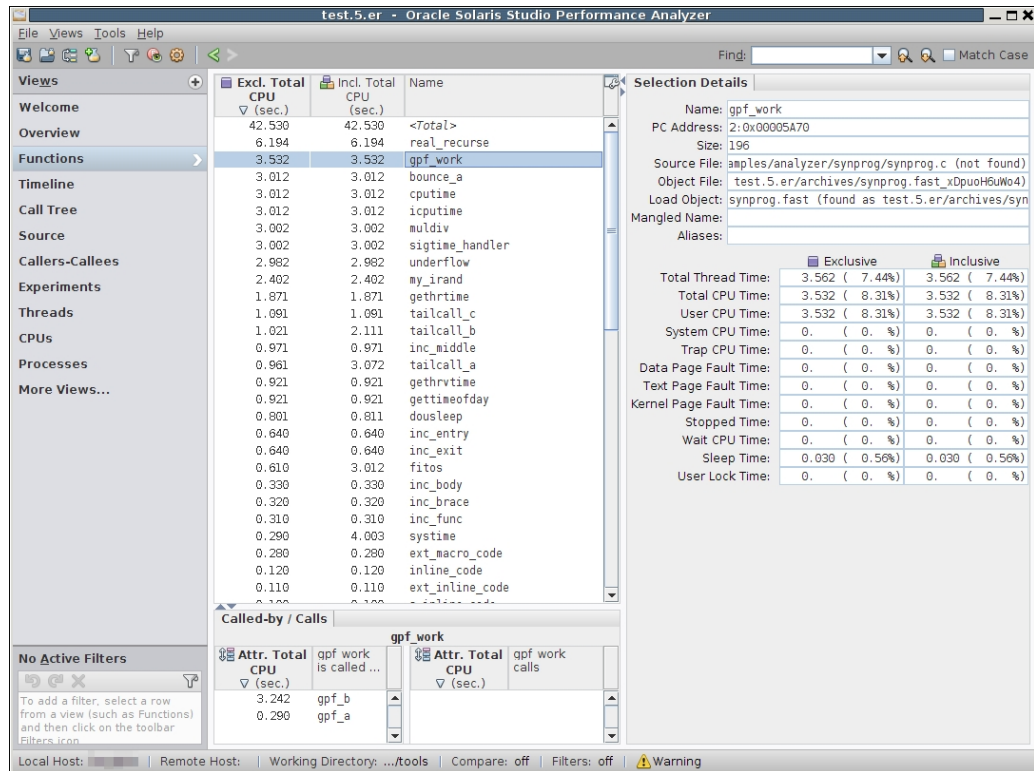 test.5.er - Oracle Solaris Studio Performance Analyzer
File Views Tools Help
Find: Match Case
Views
Welcome
Overview
Functions
Timeline
Call Tree
Source
Callers-Callees
Experiments
Threads
CPUs
Processes
More Views...
Excl. Total CPU (sec.) Incl. Total CPU (sec.) Name
42.530 42.530 <Total>
6.194 6.194 real_recurse
3.532 3.532 gpf_work
3.012 3.012 bounce_a
3.012 3.012 cputime
3.012 3.012 icputime
3.002 3.002 muldiv
3.002 3.002 sigtime_handler
2.982 2.982 underflow
2.402 2.402 my_irand
1.871 1.871 gethrtime
1.091 1.091 tailcall_c
1.021 2.111 tailcall_b
0.971 0.971 inc_middle
0.961 3.072 tailcall_a
0.921 0.921 gethrvtime
0.921 0.921 gettimeofday
0.801 0.811 dousleep
0.640 0.640 inc_entry
0.640 0.640 inc_exit
0.610 3.012 fitos
0.330 0.330 inc_body
0.320 0.320 inc_brace
0.310 0.310 inc_func
0.290 4.003 systime
0.280 0.280 ext_macro_code
0.120 0.120 inline_code
0.110 0.110 ext_inline_code
Called-by / Calls
gpf_work
Attr. Total CPU (sec.) gpf work is called ...
3.242 gpf_b
0.290 gpf_a
Attr. Total CPU (sec.) gpf work calls
Selection Details
Name: gpf_work
PC Address: 2:0x00005A70
Size: 196
Source File: amples/analyzer/synprog/synprog.c (not found)
Object File: test.5.er/archives/synprog.fast_xDpuoH6uWo4)
Load Object: synprog.fast (found as test.5.er/archives/syn
Mangled Name:
Aliases:
Exclusive Inclusive
Total Thread Time: 3.562 ( 7.44%) 3.562 ( 7.44%)
Total CPU Time: 3.532 ( 8.31%) 3.532 ( 8.31%)
User CPU Time: 3.532 ( 8.31%) 3.532 ( 8.31%)
System CPU Time: 0. ( 0. %) 0. ( 0. %)
Trap CPU Time: 0. ( 0. %) 0. ( 0. %)
Data Page Fault Time: 0. ( 0. %) 0. ( 0. %)
Text Page Fault Time: 0. ( 0. %) 0. ( 0. %)
Kernel Page Fault Time: 0. ( 0. %) 0. ( 0. %)
Stopped Time: 0. ( 0. %) 0. ( 0. %)
Wait CPU Time: 0. ( 0. %) 0. ( 0. %)
Sleep Time: 0.030 ( 0.56%) 0.030 ( 0.56%)
User Lock Time: 0. ( 0. %) 0. ( 0. %)
No Active Filters
To add a filter, select a row
from a view (such as Functions)
and then click on the toolbar
Filters icon
Local Host: Remote Host: Working Directory: .../tools Compare: off Filters: off Warning